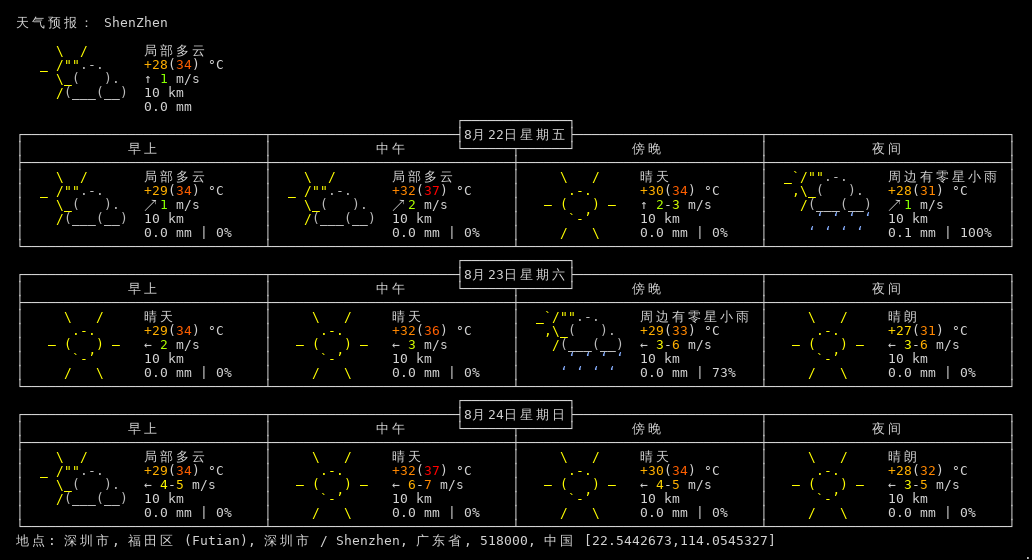 天气预报： ShenZhen
局部多云
+28(34) °C
↑ 1 m/s
10 km
0.0 mm
8月22日星期五
早上 中午 傍晚 夜间
局部多云 局部多云 晴天 周边有零星小雨
+29(34) °C +32(37) °C +30(34) °C +28(31) °C
↗ 1 m/s ↗ 2 m/s ↑ 2-3 m/s ↗ 1 m/s
10 km 10 km 10 km 10 km
0.0 mm | 0% 0.0 mm | 0% 0.0 mm | 0% 0.1 mm | 100%
8月23日星期六
早上 中午 傍晚 夜间
晴天 晴天 周边有零星小雨 晴朗
+29(34) °C +32(36) °C +29(33) °C +27(31) °C
← 2 m/s ← 3 m/s ← 3-6 m/s ← 3-6 m/s
10 km 10 km 10 km 10 km
0.0 mm | 0% 0.0 mm | 0% 0.0 mm | 73% 0.0 mm | 0%
8月24日星期日
早上 中午 傍晚 夜间
局部多云 晴天 晴天 晴朗
+29(34) °C +32(37) °C +30(34) °C +28(32) °C
← 4-5 m/s ← 6-7 m/s ← 4-5 m/s ← 3-5 m/s
10 km 10 km 10 km 10 km
0.0 mm | 0% 0.0 mm | 0% 0.0 mm | 0% 0.0 mm | 0%
地点: 深圳市, 福田区 (Futian), 深圳市 / Shenzhen, 广东省, 518000, 中国 [22.5442673,114.0545327]